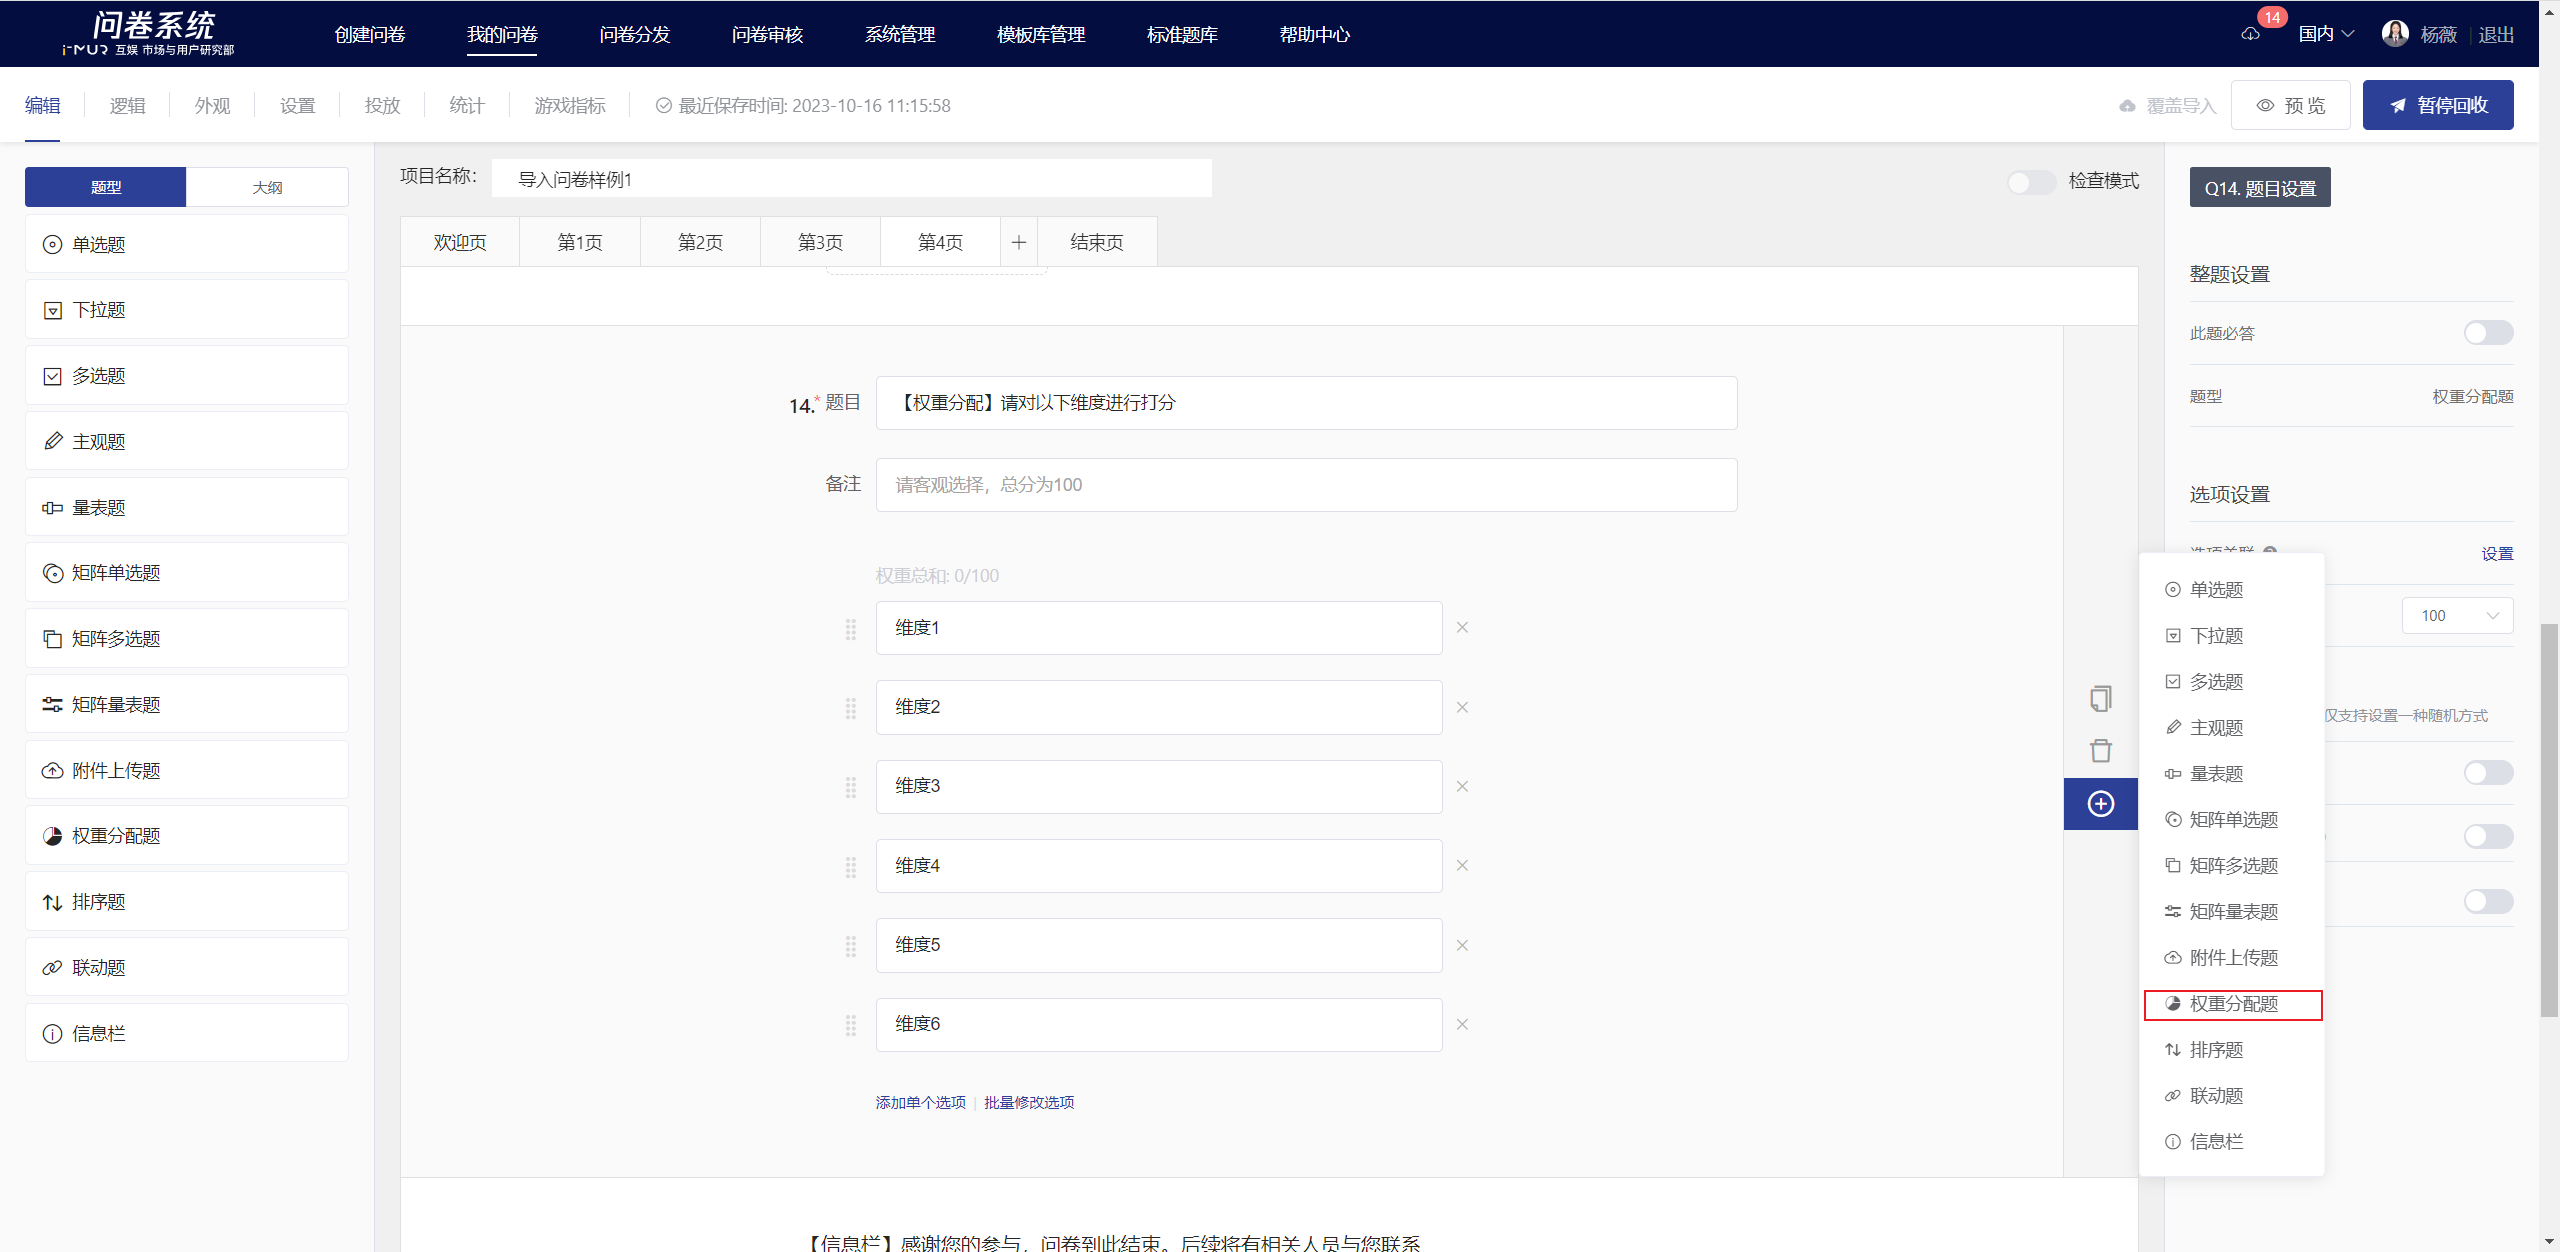 问卷系统
i-MUR 互娱 市场与用户研究部
创建问卷
我的问卷
问卷分发
问卷审核
系统管理
模板库管理
标准题库
帮助中心
14
国内
杨薇
退出
编辑
逻辑
外观
设置
投放
统计
游戏指标
最近保存时间: 2023-10-16 11:15:58
覆盖导入
预 览
暂停回收
题型
大纲
单选题
下拉题
多选题
主观题
量表题
矩阵单选题
矩阵多选题
矩阵量表题
附件上传题
权重分配题
排序题
联动题
信息栏
项目名称:
导入问卷样例1
检查模式
欢迎页
第1页
第2页
第3页
第4页
结束页
14.* 题目
【权重分配】请对以下维度进行打分
备注
请客观选择，总分为100
权重总和: 0/100
维度1
维度2
维度3
维度4
维度5
维度6
添加单个选项 | 批量修改选项
【信息栏】感谢您的参与，问卷到此结束。后续将有相关人员与您联系
Q14. 题目设置
整题设置
此题必答
题型
权重分配题
选项设置
设置
100
仅支持设置一种随机方式
单选题
下拉题
多选题
主观题
量表题
矩阵单选题
矩阵多选题
矩阵量表题
附件上传题
权重分配题
排序题
联动题
信息栏